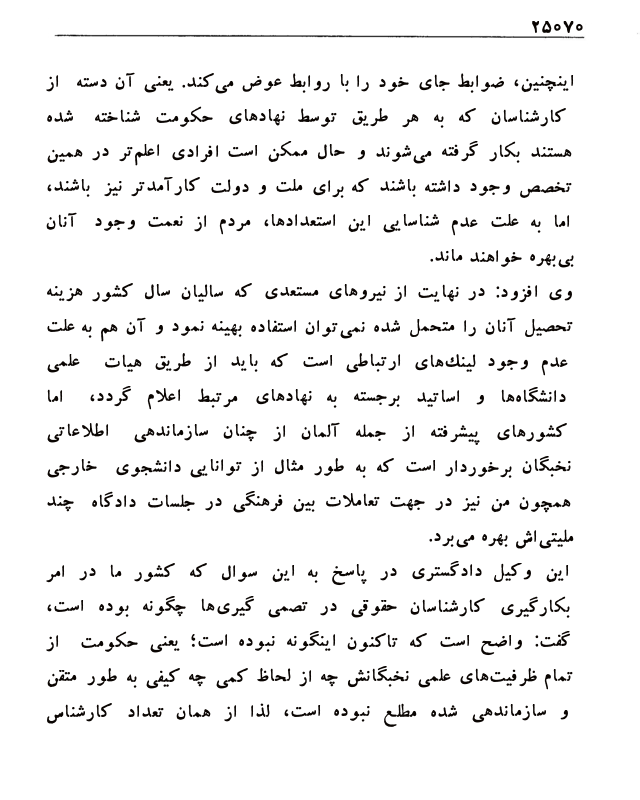 ۲۵۰۷۰
اینچنین، ضوابط جای خود را با روابط عوض می‌کند. یعنی آن دسته از
کارشناسان که به هر طریق توسط نهادهای حکومت شناخته شده
هستند بکار گرفته می‌شوند و حال ممکن است افرادی اعلم‌تر در همین
تخصص وجود داشته باشند که برای ملت و دولت کارآمدتر نیز باشند،
اما به علت عدم شناسایی این استعدادها، مردم از نعمت وجود آنان
بی‌بهره خواهند ماند.
وی افزود: در نهایت از نیروهای مستعدی که سالیان سال کشور هزینه
تحصیل آنان را متحمل شده نمی‌توان استفاده بهینه نمود و آن هم به علت
عدم وجود لینك‌های ارتباطی است که باید از طریق هیات علمی
دانشگاه‌ها و اساتید برجسته به نهادهای مرتبط اعلام گردد، اما
کشورهای پیشرفته از جمله آلمان از چنان سازماندهی اطلاعاتی
نخبگان برخوردار است که به طور مثال از توانایی دانشجوی خارجی
همچون من نیز در جهت تعاملات بین فرهنگی در جلسات دادگاه چند
ملیتی‌اش بهره می‌برد.
این وکیل دادگستری در پاسخ به این سوال که کشور ما در امر
بکارگیری کارشناسان حقوقی در تصمی گیری‌ها چگونه بوده است،
گفت: واضح است که تاکنون اینگونه نبوده است؛ یعنی حکومت از
تمام ظرفیت‌های علمی نخبگانش چه از لحاظ کمی چه کیفی به طور متقن
و سازماندهی شده مطلع نبوده است، لذا از همان تعداد کارشناس